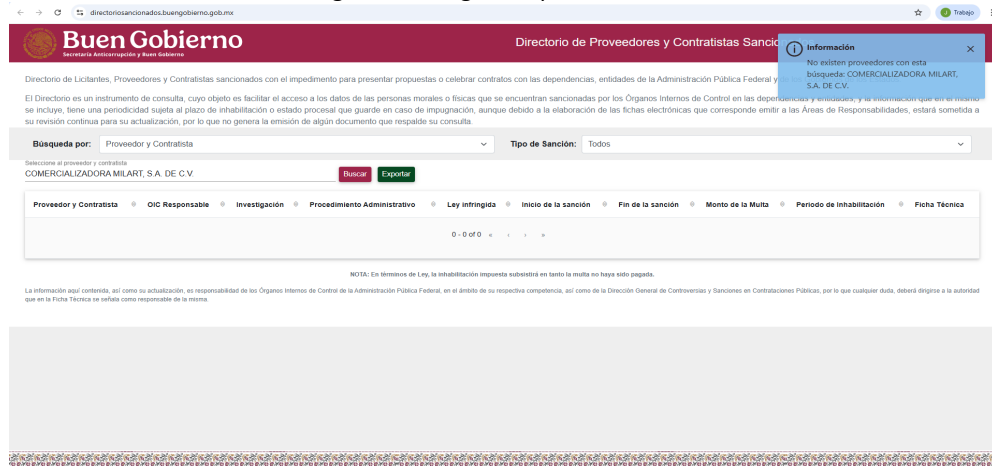 directoriosancionados.buengobierno.gob.mx
Trabajo
Buen Gobierno
Secretaría Anticorrupción y Buen Gobierno
Directorio de Proveedores y Contratistas Sancio
Información
No existen proveedores con esta
búsqueda: COMERCIALIZADORA MILART,
S.A. DE C.V.
Directorio de Licitantes, Proveedores y Contratistas sancionados con el impedimento para presentar propuestas o celebrar contratos con las dependencias, entidades de la Administración Pública Federal y de
El Directorio es un instrumento de consulta, cuyo objeto es facilitar el acceso a los datos de las personas morales o físicas que se encuentran sancionadas por los Órganos Internos de Control en las dependencias y entidades, y la información que en el mismo
se incluye, tiene una periodicidad sujeta al plazo de inhabilitación o estado procesal que guarde en caso de impugnación, aunque debido a la elaboración de las fichas electrónicas que corresponde emitir a las Áreas de Responsabilidades, estará sometida a
su revisión continua para su actualización, por lo que no genera la emisión de algún documento que respalde su consulta.
Búsqueda por: Proveedor y Contratista Tipo de Sanción: Todos
Seleccione al proveedor y contratista
COMERCIALIZADORA MILART, S.A. DE C.V. Buscar Exportar
Proveedor y Contratista OIC Responsable Investigación Procedimiento Administrativo Ley infringida Inicio de la sanción Fin de la sanción Monto de la Multa Periodo de Inhabilitación Ficha Técnica
0 - 0 of 0 « ‹ › »
NOTA: En términos de Ley, la inhabilitación impuesta subsistirá en tanto la multa no haya sido pagada.
La información aquí contenida, así como su actualización, es responsabilidad de los Órganos Internos de Control de la Administración Pública Federal, en el ámbito de su respectiva competencia, así como de la Dirección General de Controversias y Sanciones en Contrataciones Públicas, por lo que cualquier duda, deberá dirigirse a la autoridad
que en la Ficha Técnica se señala como responsable de la misma